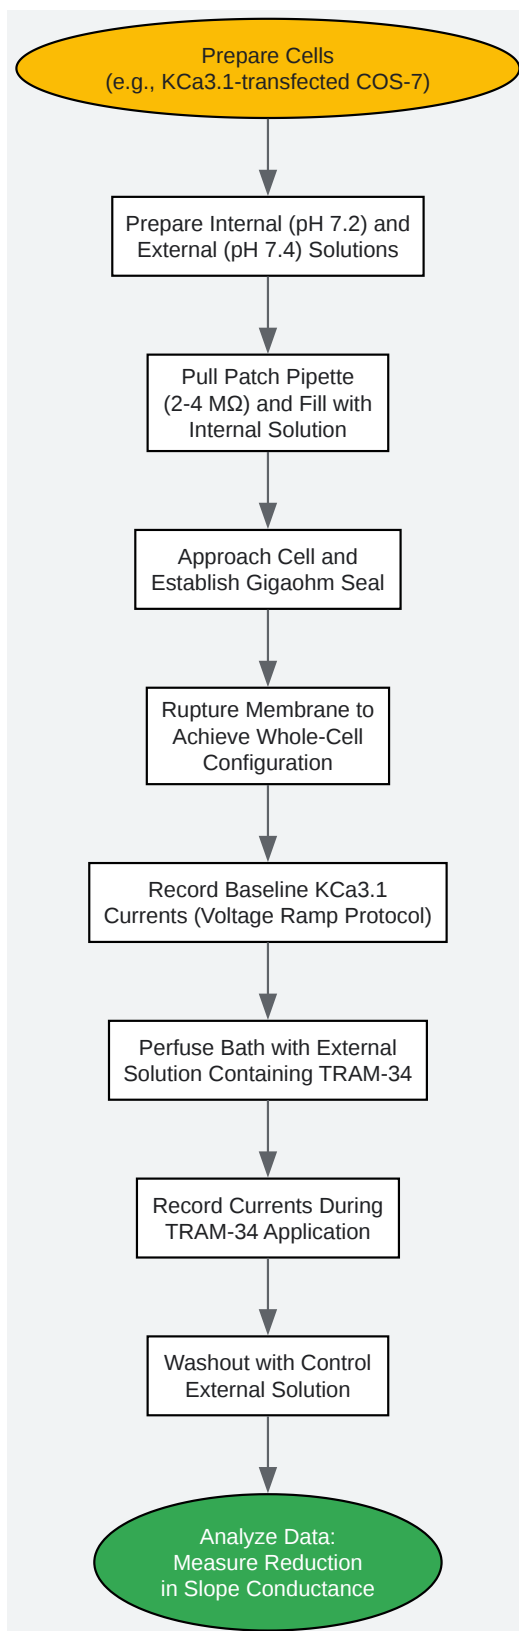 Prepare Cells
(e.g., KCa3.1-transfected COS-7)
Prepare Internal (pH 7.2) and
External (pH 7.4) Solutions
Pull Patch Pipette
(2-4 MΩ) and Fill with
Internal Solution
Approach Cell and
Establish Gigaohm Seal
Rupture Membrane to
Achieve Whole-Cell
Configuration
Record Baseline KCa3.1
Currents (Voltage Ramp Protocol)
Perfuse Bath with External
Solution Containing TRAM-34
Record Currents During
TRAM-34 Application
Washout with Control
External Solution
Analyze Data:
Measure Reduction
in Slope Conductance